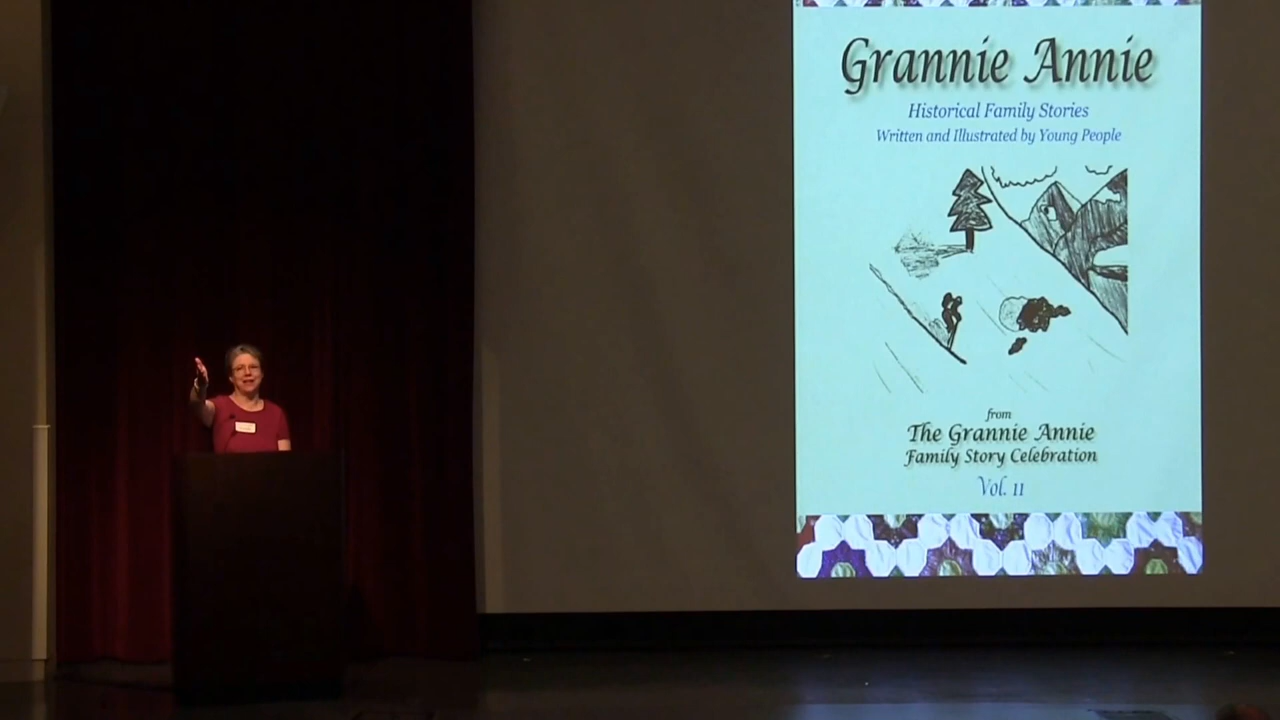 Grannie Annie
Historical Family Stories
Written and Illustrated by Young People
from
The Grannie Annie
Family Story Celebration
Vol. 11